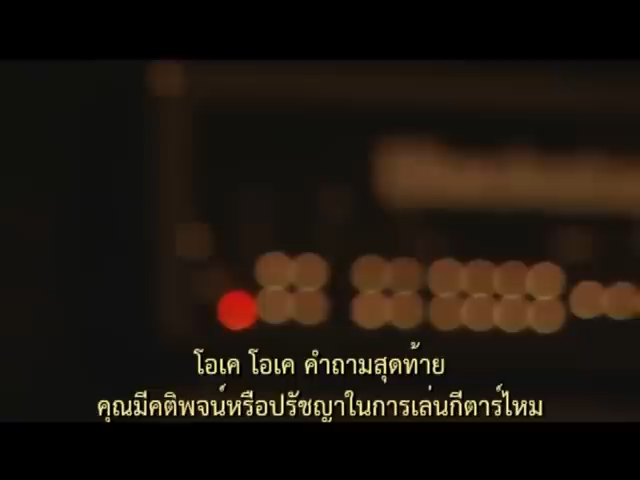 โอเค โอเค คำถามสุดท้าย
คุณมีคติพจน์หรือปรัชญาในการเล่นกีตาร์ไหม